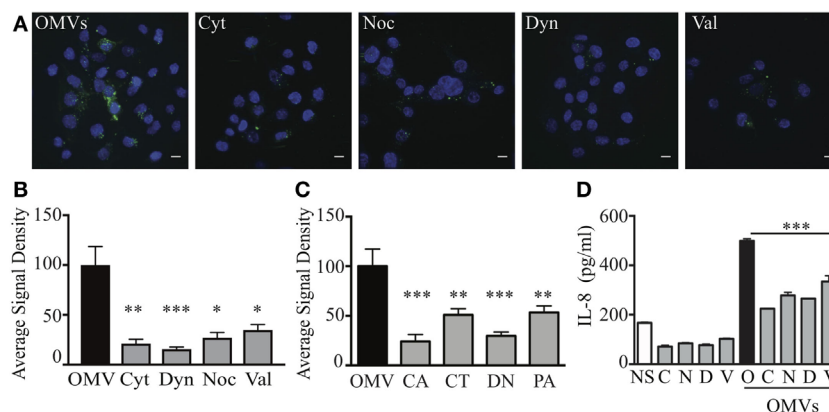 A
OMVs
Cyt
Noc
Dyn
Val
B
Average Signal Density
150
100
50
0
** *** * *
OMV Cyt Dyn Noc Val
C
Average Signal Density
150
100
50
0
*** ** *** **
OMV CA CT DN PA
D
IL-8 (pg/ml)
600
400
200
0
***
NS C N D V O C N D V
OMVs